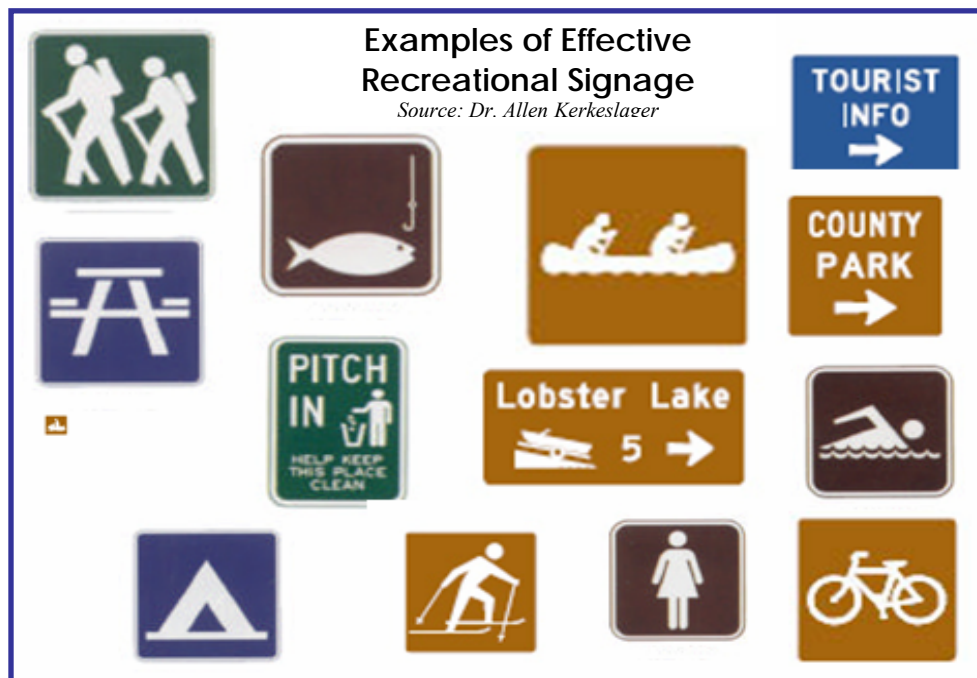 Examples of Effective
Recreational Signage
Source: Dr. Allen Kerkeslager
TOURIST
INFO
COUNTY
PARK
PITCH
IN
HELP KEEP
THIS PLACE
CLEAN
Lobster Lake
5